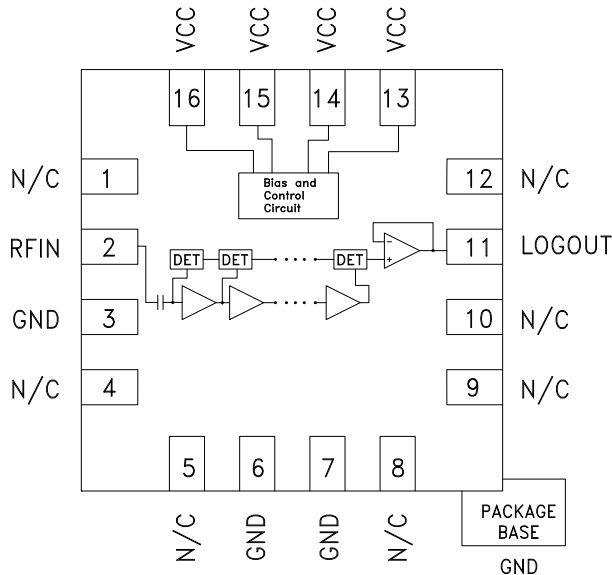 VCC VCC VCC VCC
16 15 14 13
N/C 1 12 N/C
Bias and
Control
Circuit
RFIN 2 11 LOGOUT
DET DET DET
- +
GND 3 10 N/C
N/C 4 9 N/C
5 6 7 8
N/C GND GND N/C
PACKAGE
BASE
GND